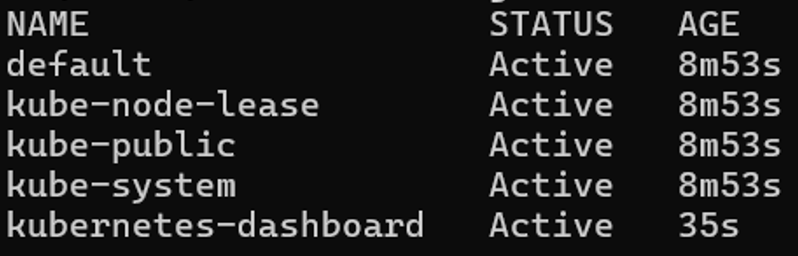 NAME STATUS AGE
default Active 8m53s
kube-node-lease Active 8m53s
kube-public Active 8m53s
kube-system Active 8m53s
kubernetes-dashboard Active 35s